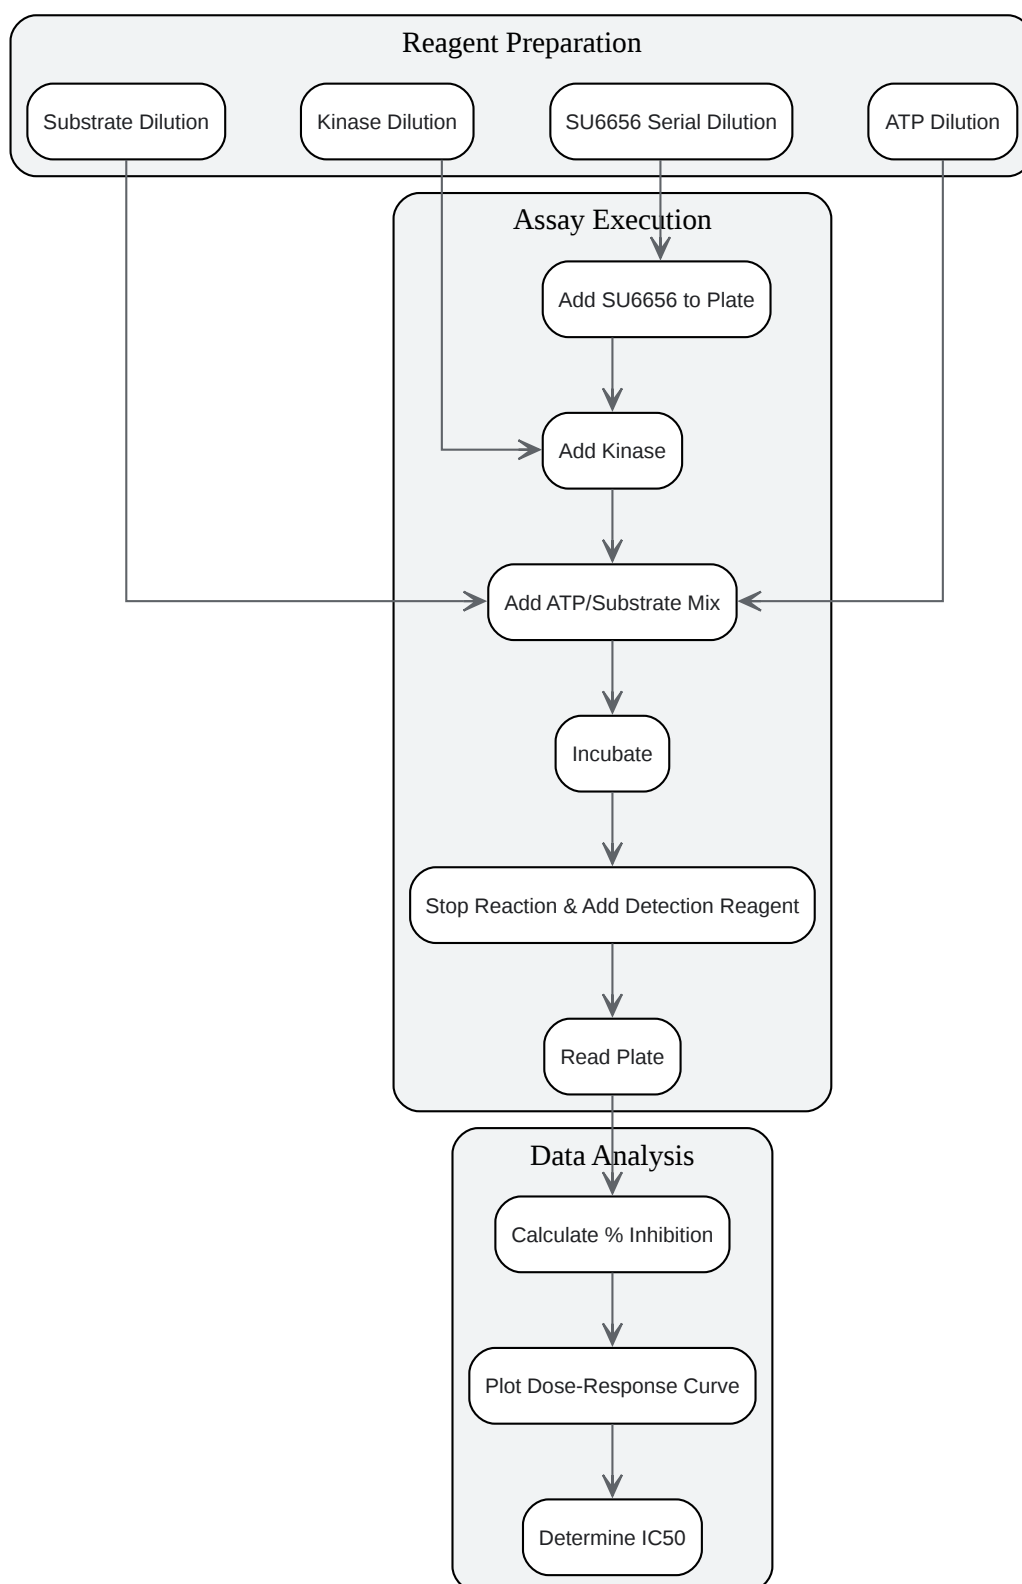 Reagent Preparation
Substrate Dilution
Kinase Dilution
SU6656 Serial Dilution
ATP Dilution
Assay Execution
Add SU6656 to Plate
Add Kinase
Add ATP/Substrate Mix
Incubate
Stop Reaction & Add Detection Reagent
Read Plate
Data Analysis
Calculate % Inhibition
Plot Dose-Response Curve
Determine IC50